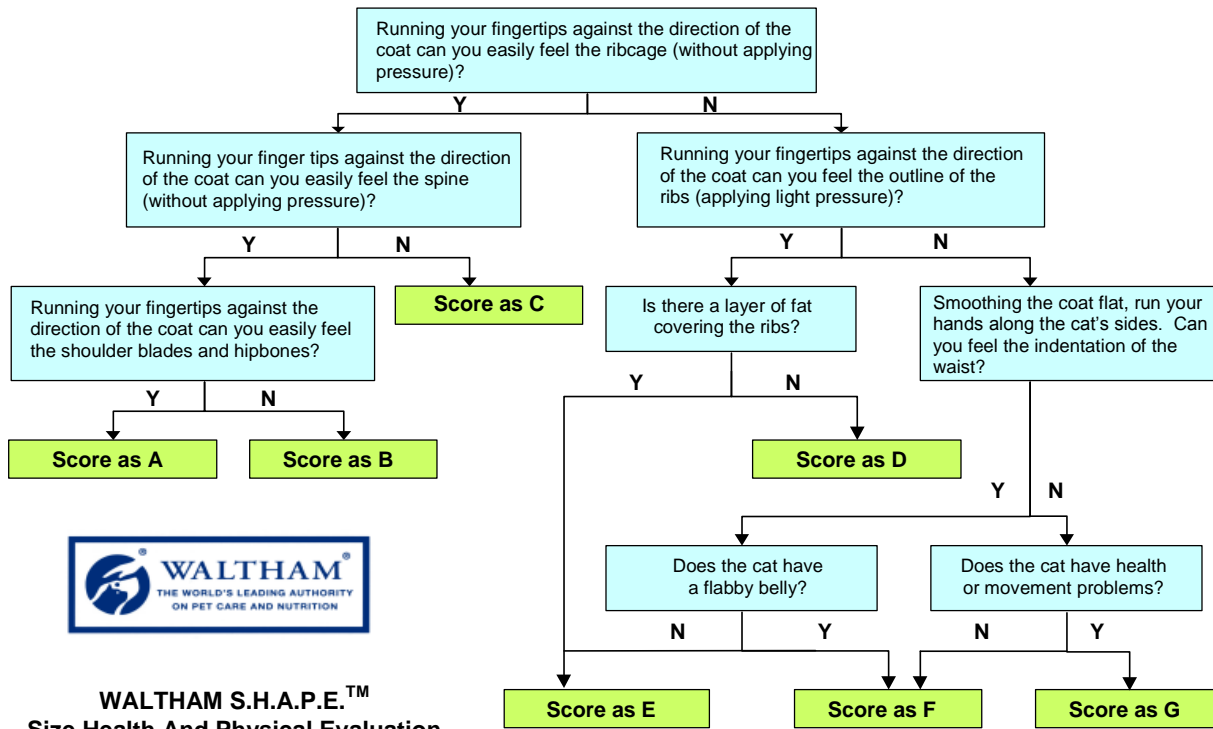 Running your fingertips against the direction of the
coat can you easily feel the ribcage (without applying
pressure)?
Y
N
Running your finger tips against the direction
of the coat can you easily feel the spine
(without applying pressure)?
Running your fingertips against the direction
of the coat can you feel the outline of the
ribs (applying light pressure)?
Y
N
Y
N
Running your fingertips against the
direction of the coat can you easily feel
the shoulder blades and hipbones?
Score as C
Is there a layer of fat
covering the ribs?
Smoothing the coat flat, run your
hands along the cat's sides. Can
you feel the indentation of the
waist?
Y
N
Y
N
Score as A
Score as B
Score as D
Y
N
WALTHAM®
THE WORLD'S LEADING AUTHORITY
ON PET CARE AND NUTRITION
Does the cat have
a flabby belly?
Does the cat have health
or movement problems?
N
Y
N
Y
WALTHAM S.H.A.P.E.™
Size Health And Physical Evaluation
Score as E
Score as F
Score as G